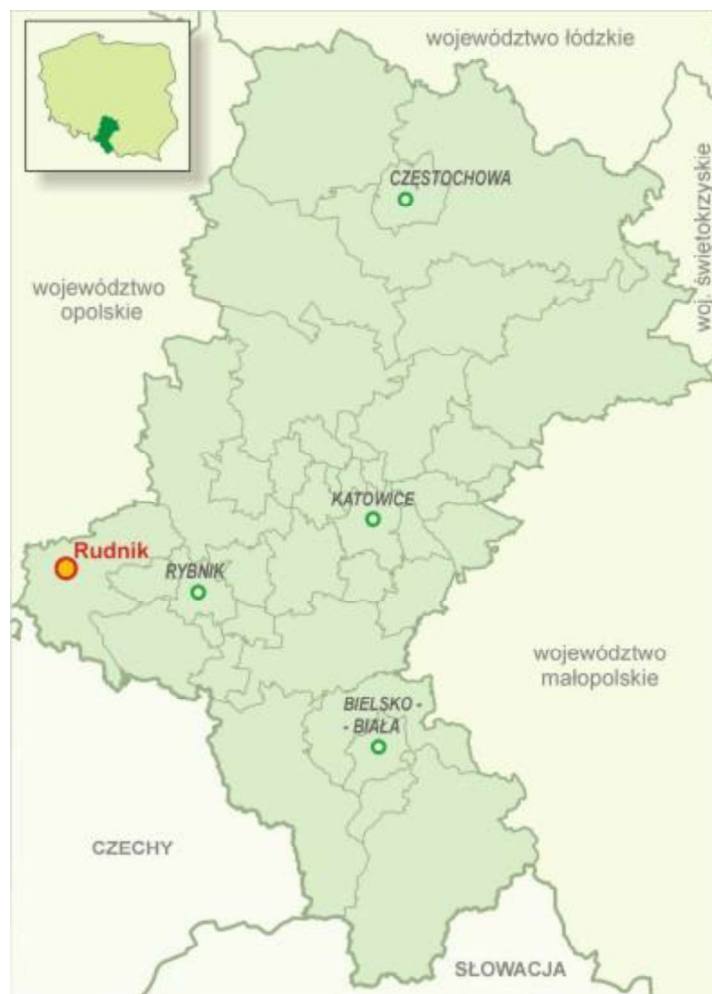 województwo łódzkie
CZĘSTOCHOWA
woj. świętokrzyskie
województwo
opolskie
KATOWICE
Rudnik
RYBNIK
województwo
małopolskie
BIELSKO -
- BIAŁA
CZECHY
SŁOWACJA